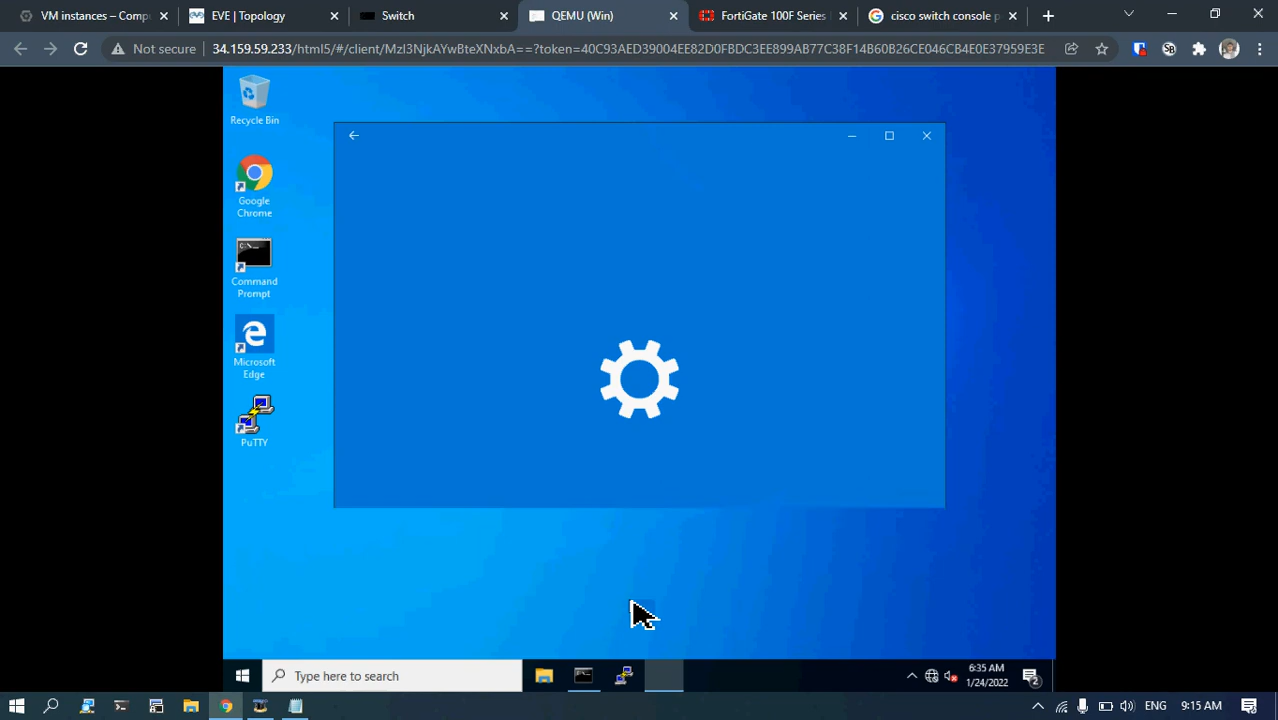 VM instances – Compu
EVE | Topology
Switch
QEMU (Win)
FortiGate 100F Series
cisco switch console p
Not secure
34.159.59.233/html5/#/client/MzI3NjkAYwBteXNxbA==?token=40C93AED39004EE82D0FBDC3EE899AB77C38F14B60B26CE046CB4E0E37959E3E
Recycle Bin
Google
Chrome
Command
Prompt
Microsoft
Edge
PuTTY
Type here to search
6:35 AM
1/24/2022
2
ENG
9:15 AM